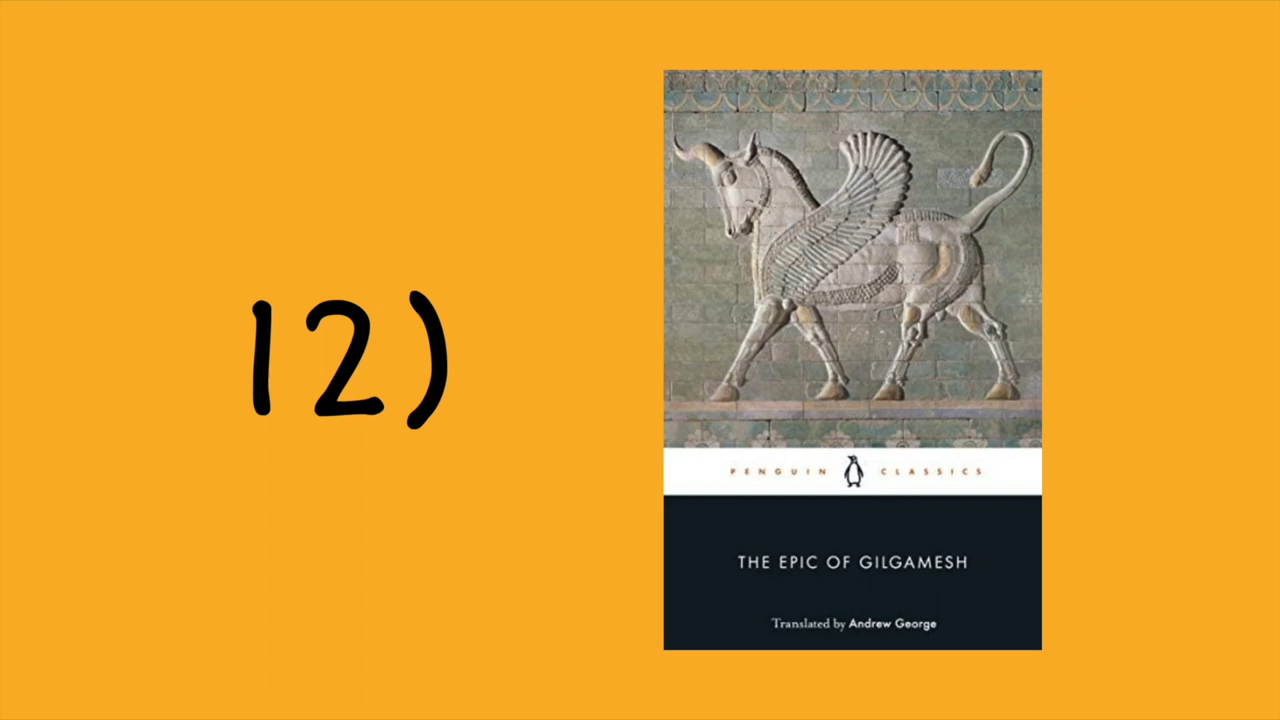 12)
PENGUIN CLASSICS
THE EPIC OF GILGAMESH
Translated by Andrew George